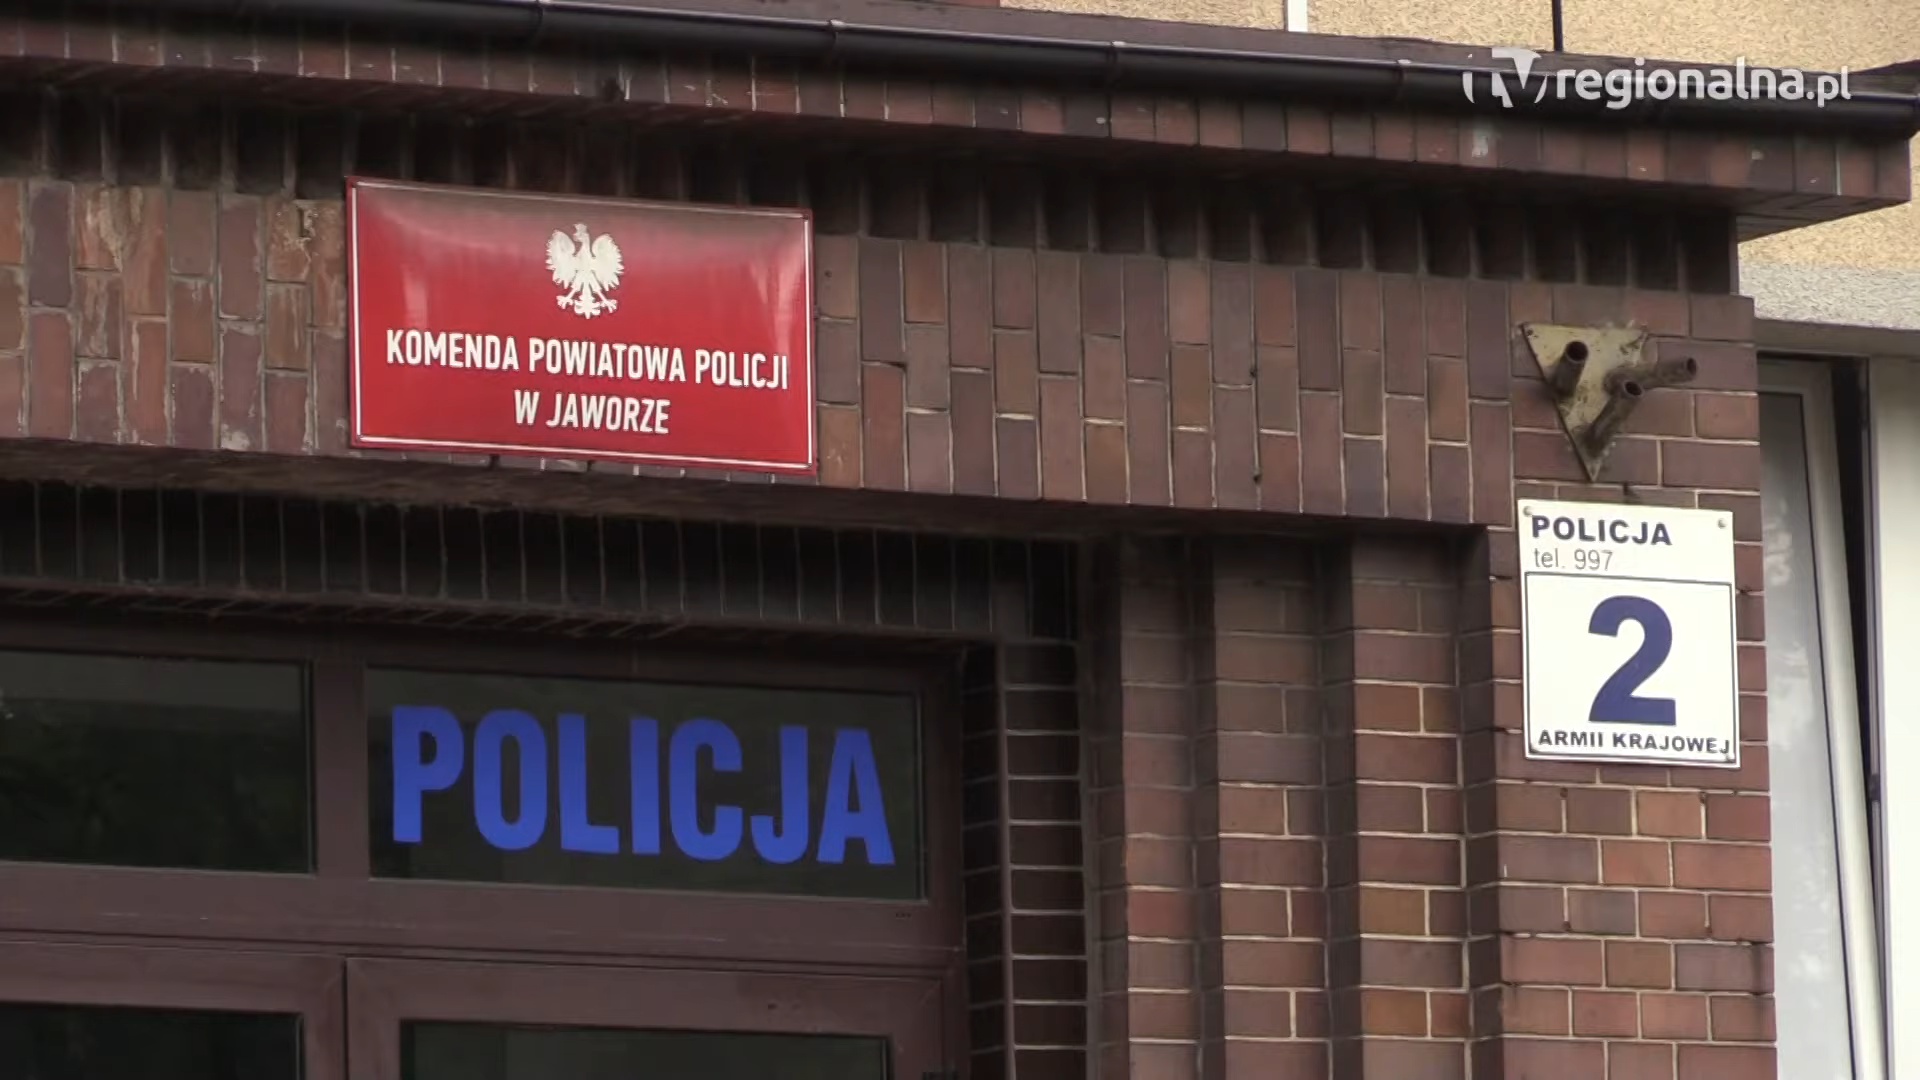 TVregionalna.pl
KOMENDA POWIATOWA POLICJI
W JAWORZE
POLICJA
tel. 997
2
ARMII KRAJOWEJ
POLICJA